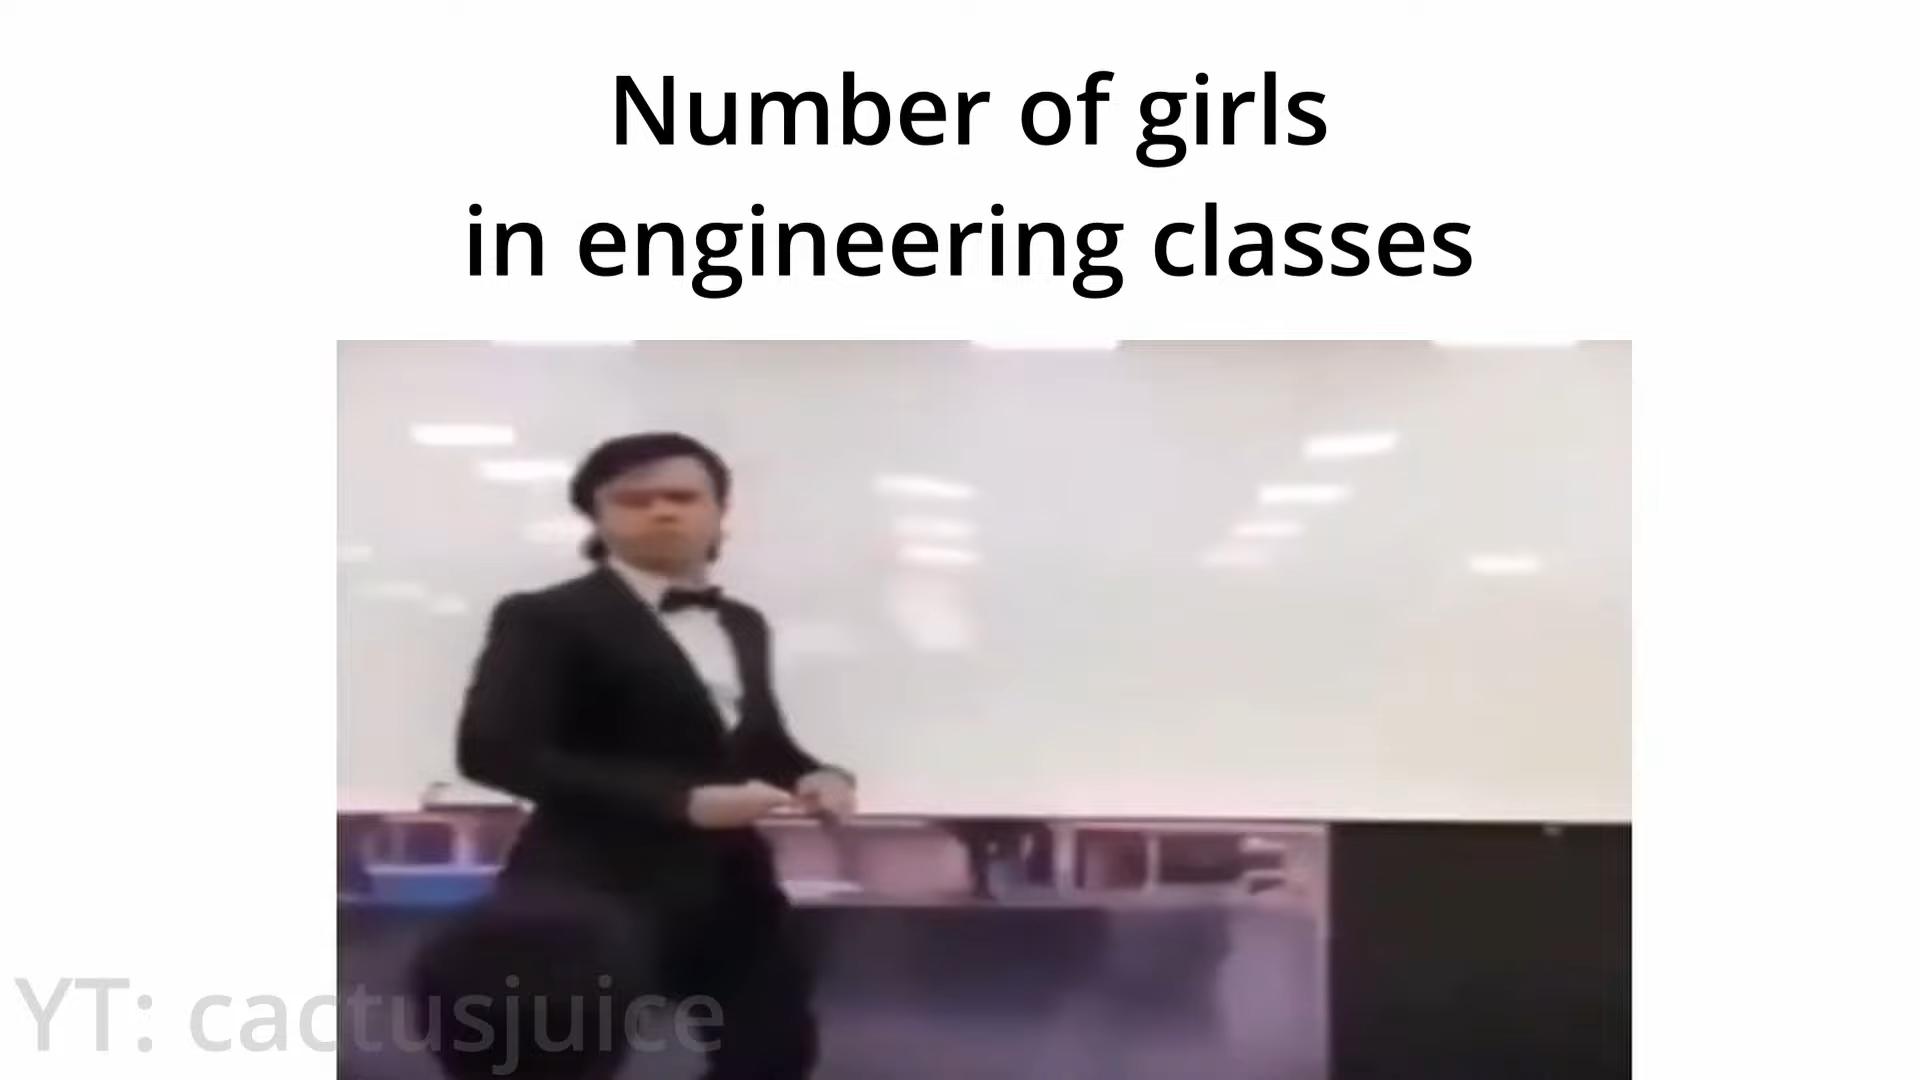 Number of girls
in engineering classes
YT: cactusjuice